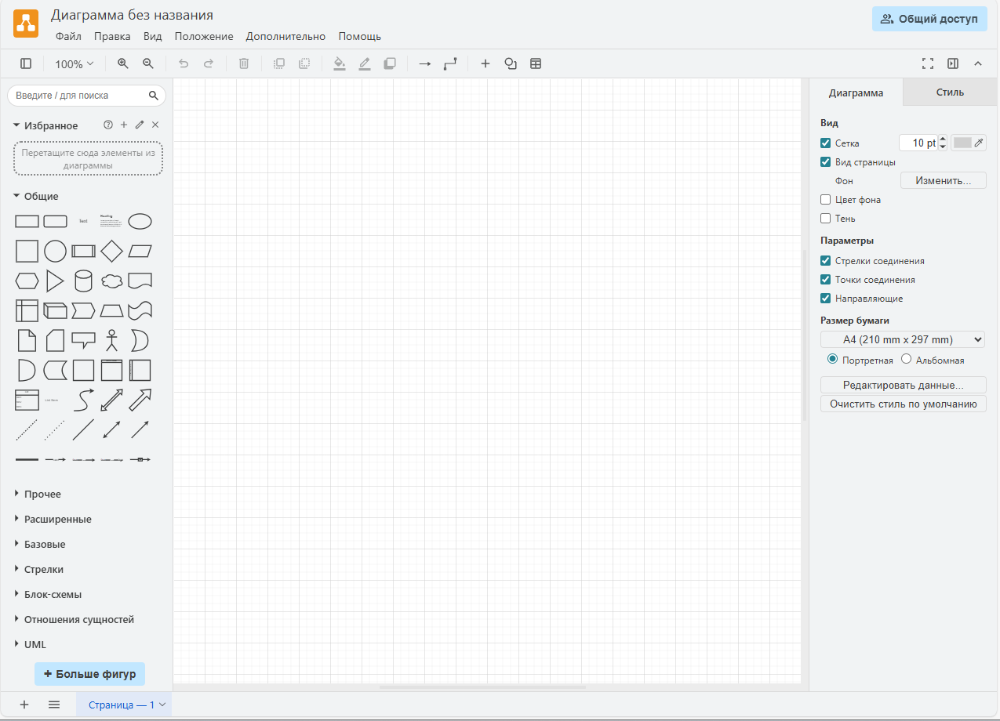 Диаграмма без названия
Файл Правка Вид Положение Дополнительно Помощь
Общий доступ
100%
Введите / для поиска
Избранное
Перетащите сюда элементы из
диаграммы
Общие
Text
Heading
List Item
Прочее
Расширенные
Базовые
Стрелки
Блок-схемы
Отношения сущностей
UML
+ Больше фигур
Страница — 1
Диаграмма Стиль
Вид
Сетка 10 pt
Вид страницы
Фон Изменить...
Цвет фона
Тень
Параметры
Стрелки соединения
Точки соединения
Направляющие
Размер бумаги
A4 (210 mm x 297 mm)
Портретная Альбомная
Редактировать данные...
Очистить стиль по умолчанию